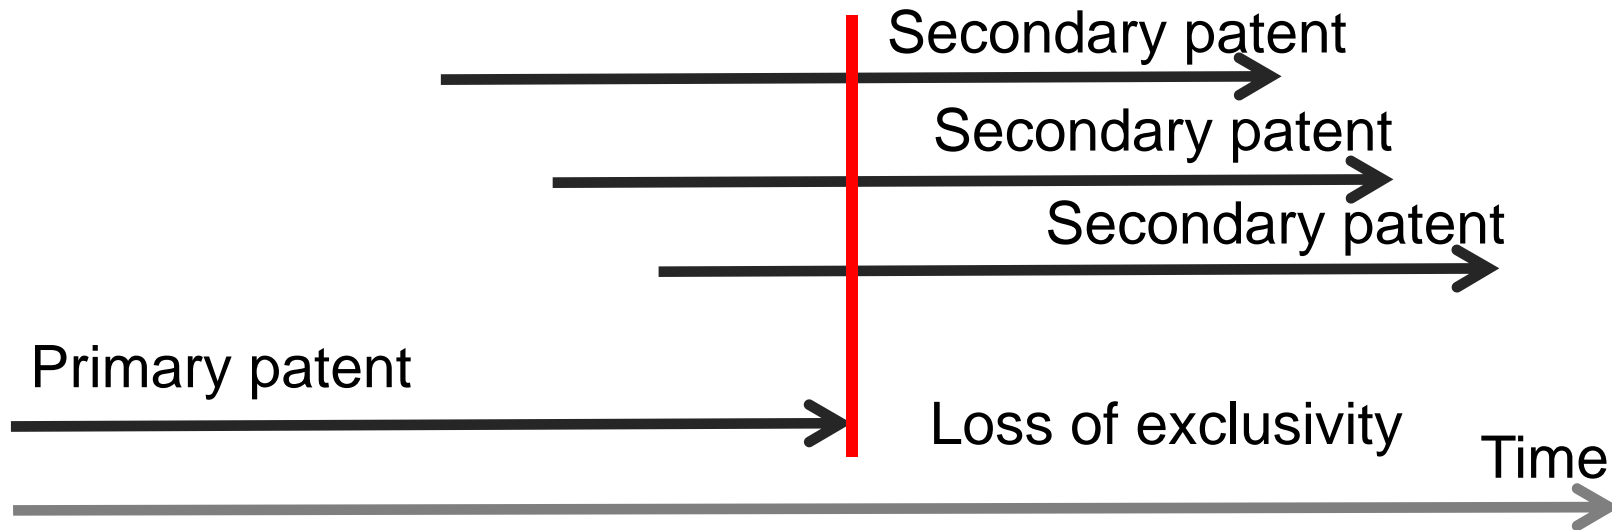 Secondary patent
Secondary patent
Secondary patent
Primary patent
Loss of exclusivity
Time